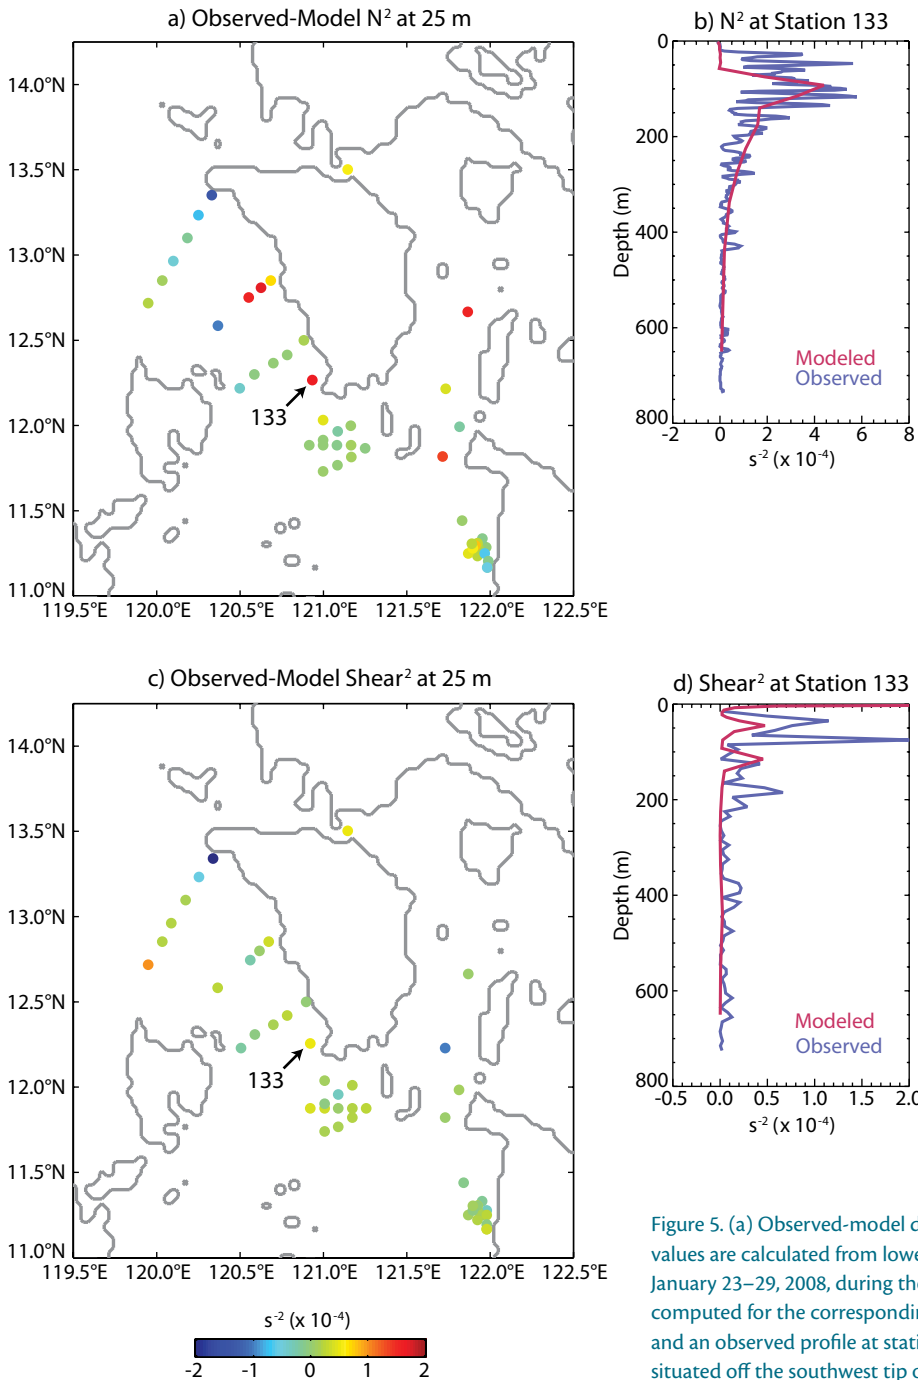 a) Observed-Model N² at 25 m
14.0°N
13.5°N
13.0°N
12.5°N
12.0°N
11.5°N
11.0°N
133
119.5°E 120.0°E 120.5°E 121.0°E 121.5°E 122.0°E 122.5°E
b) N² at Station 133
0
200
400
600
800
Depth (m)
Modeled
Observed
-2 0 2 4 6 8
s⁻² (x 10⁻⁴)
c) Observed-Model Shear² at 25 m
14.0°N
13.5°N
13.0°N
12.5°N
12.0°N
11.5°N
11.0°N
133
119.5°E 120.0°E 120.5°E 121.0°E 121.5°E 122.0°E 122.5°E
s⁻² (x 10⁻⁴)
-2 -1 0 1 2
d) Shear² at Station 133
0
200
400
600
800
Depth (m)
Modeled
Observed
-0.5 0.0 0.5 1.0 1.5 2.0
s⁻² (x 10⁻⁴)
Figure 5. (a) Observed-model
values are calculated from
January 23–29, 2008, during the
computed for the
and an observed profile at
situated off the southwest tip